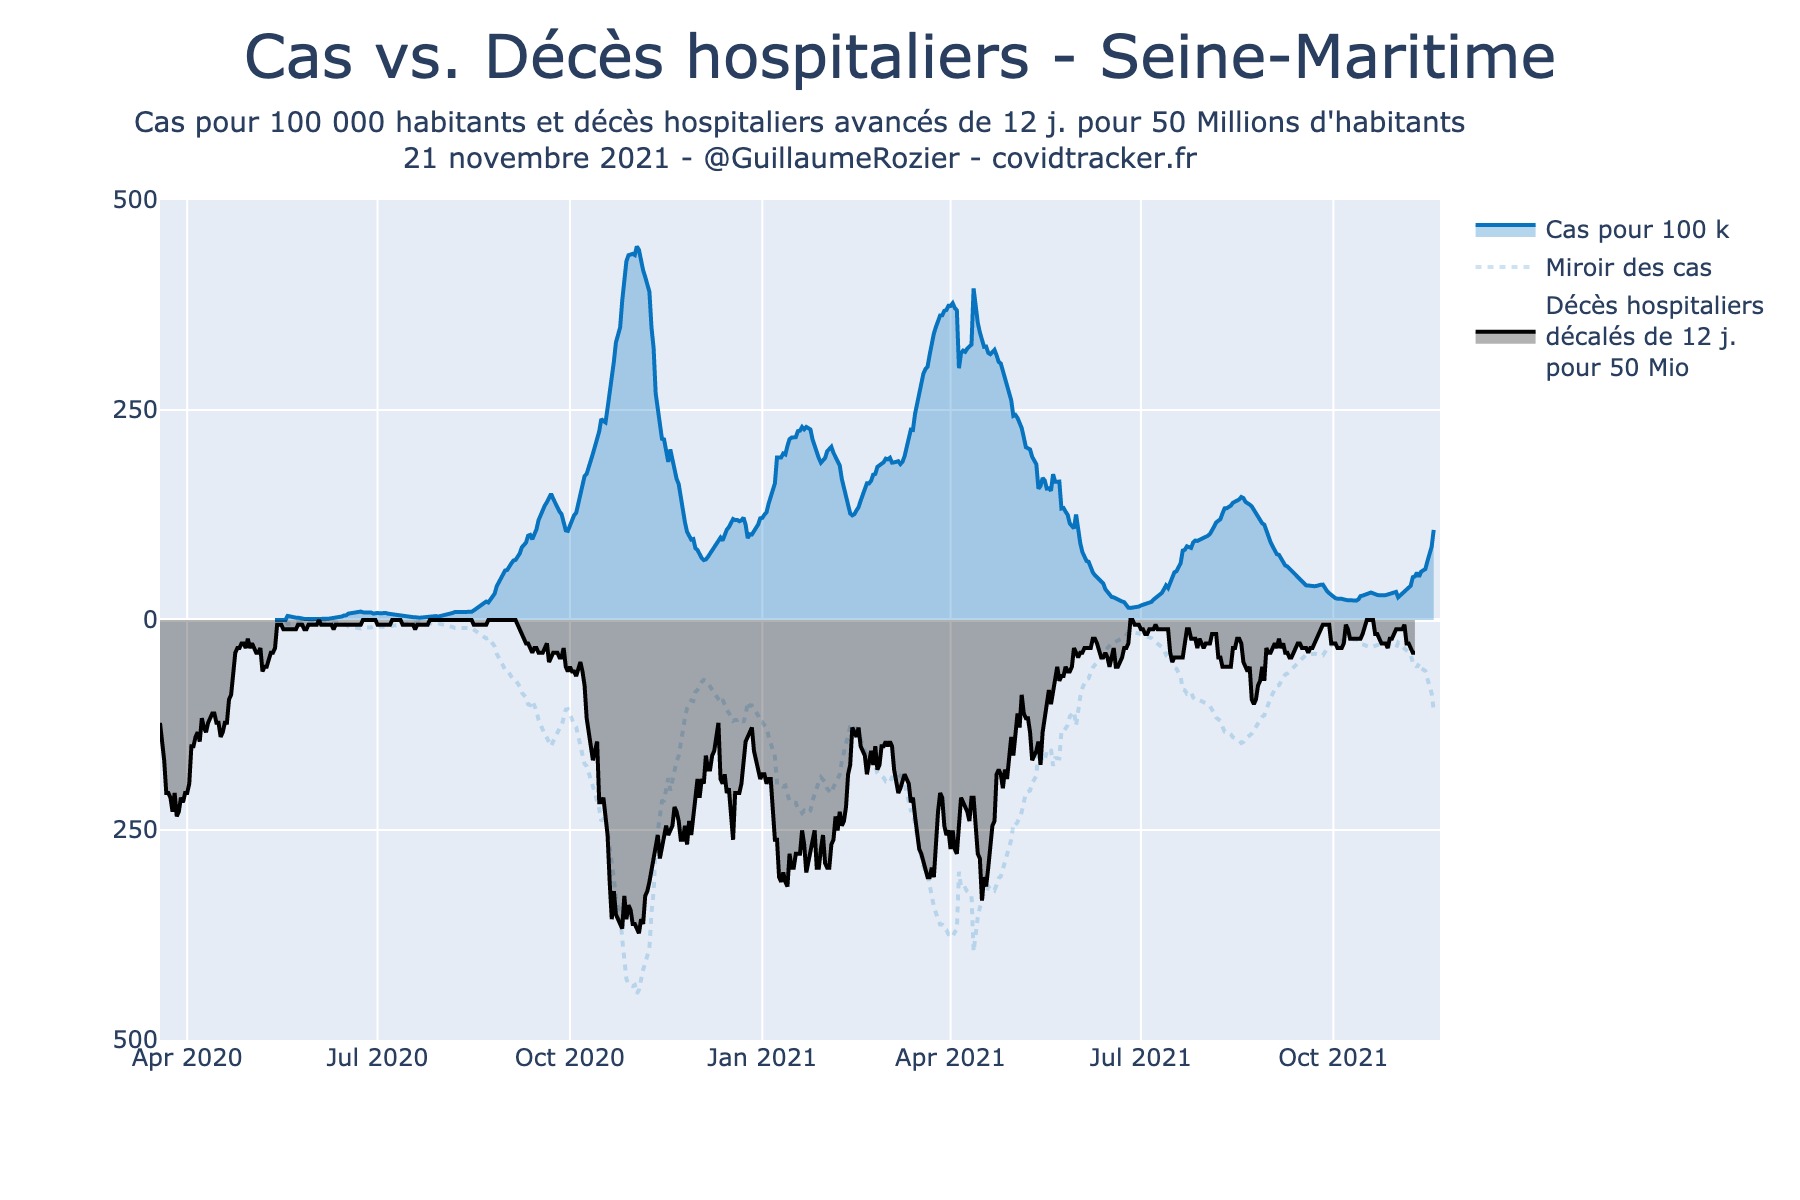 Cas vs. Décès hospitaliers - Seine-Maritime
Cas pour 100 000 habitants et décès hospitaliers avancés de 12 j. pour 50 Millions d'habitants
21 novembre 2021 - @GuillaumeRozier - covidtracker.fr
500
250
0
250
500
Apr 2020
Jul 2020
Oct 2020
Jan 2021
Apr 2021
Jul 2021
Oct 2021
Cas pour 100 k
Miroir des cas
Décès hospitaliers
décalés de 12 j.
pour 50 Mio